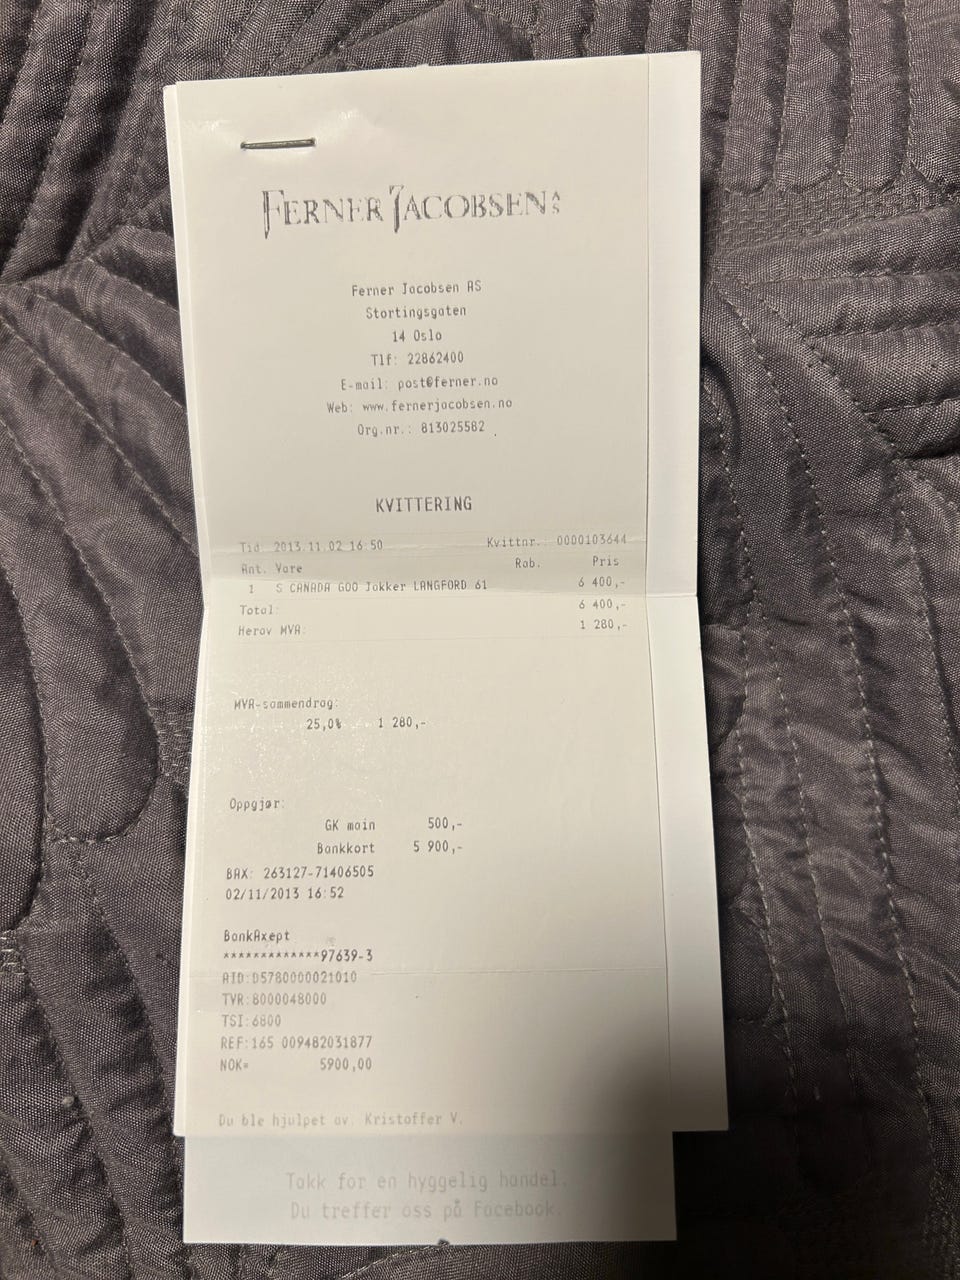 FERNER JACOBSEN AS
Ferner Jacobsen AS
Stortingsgaten
14 Oslo
Tlf: 22862400
E-mail: post@ferner.no
Web: www.fernerjacobsen.no
Org.nr.: 813025582
KVITTERING
Tid: 2013.11.02 16:50 Kvittnr. 0000103644
Ant. Vare Rab. Pris
1 S CANADA GOO Jakker LANGFORD 61 6 400,-
Total: 6 400,-
Herav MVA: 1 280,-
MVA-sammendrag:
25,0% 1 280,-
Oppgjør:
GK main 500,-
Bankkort 5 900,-
BAX: 263127-71406505
02/11/2013 16:52
BankAxept
*************97639-3
AID:D5780000021010
TVR:8000048000
TSI:6800
REF:165 009482031877
NOK= 5900,00
Du ble hjulpet av: Kristoffer V.
Takk for en hyggelig handel.
Du treffer oss på Facebook.